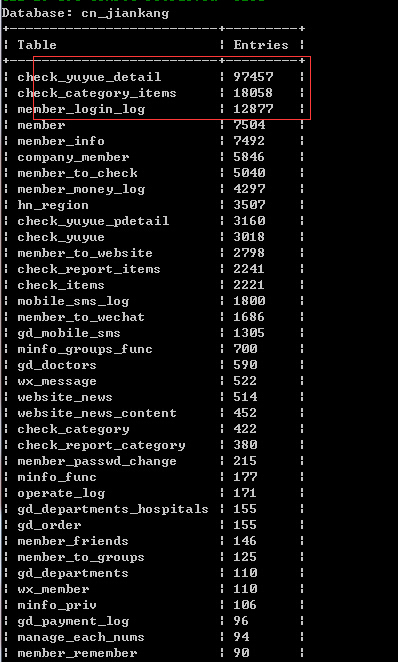 Database: cn_jiankang
| Table | Entries |
| check_yuyue_detail | 97457 |
| check_category_items | 18058 |
| member_login_log | 12877 |
| member | 7504 |
| member_info | 7492 |
| company_member | 5846 |
| member_to_check | 5040 |
| member_money_log | 4297 |
| hn_region | 3507 |
| check_yuyue_pdetail | 3160 |
| check_yuyue | 3018 |
| member_to_website | 2798 |
| check_report_items | 2241 |
| check_items | 2221 |
| mobile_sms_log | 1800 |
| member_to_wechat | 1686 |
| gd_mobile_sms | 1305 |
| minfo_groups_func | 700 |
| gd_doctors | 590 |
| wx_message | 522 |
| website_news | 514 |
| website_news_content | 452 |
| check_category | 422 |
| check_report_category | 380 |
| member_passwd_change | 215 |
| minfo_func | 177 |
| operate_log | 171 |
| gd_departments_hospitals | 155 |
| gd_order | 155 |
| member_friends | 146 |
| member_to_groups | 125 |
| gd_departments | 110 |
| wx_member | 110 |
| minfo_priv | 106 |
| gd_payment_log | 96 |
| manage_each_nums | 94 |
| member_remember | 90 |